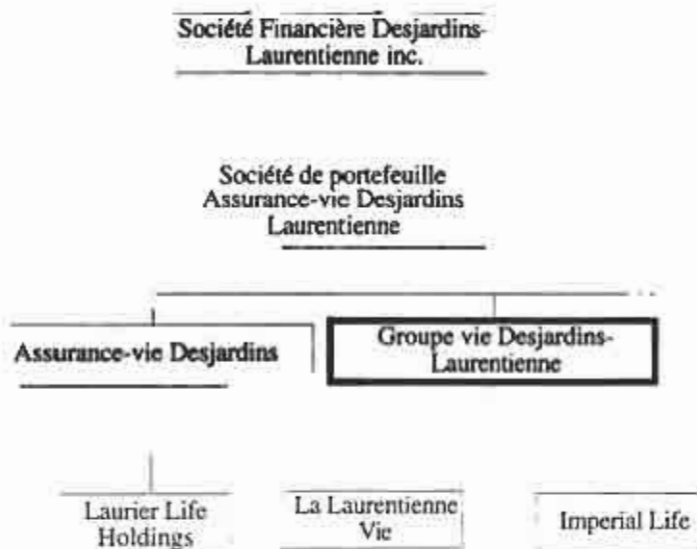 Société Financière Desjardins-
Laurentienne inc.
Société de portefeuille
Assurance-vie Desjardins
Laurentienne
Assurance-vie Desjardins
Groupe vie Desjardins-
Laurentienne
Laurier Life
Holdings
La Laurentienne
Vie
Imperial Life